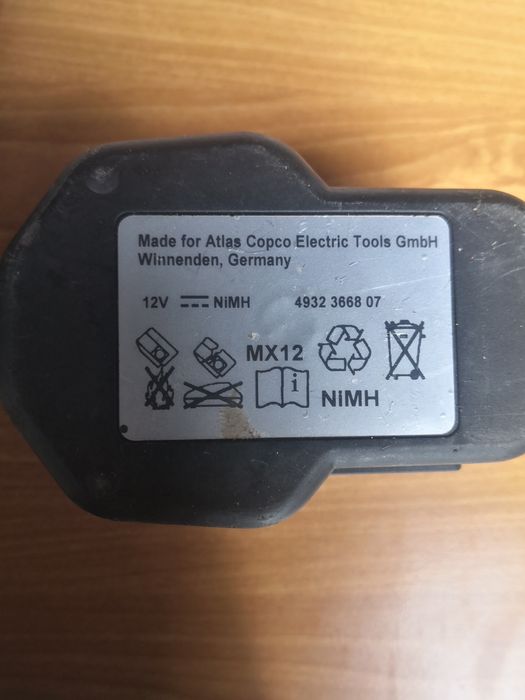 Made for Atlas Copco Electric Tools GmbH
Winnenden, Germany
12V NiMH 4932 3668 07
MX12
i
NiMH